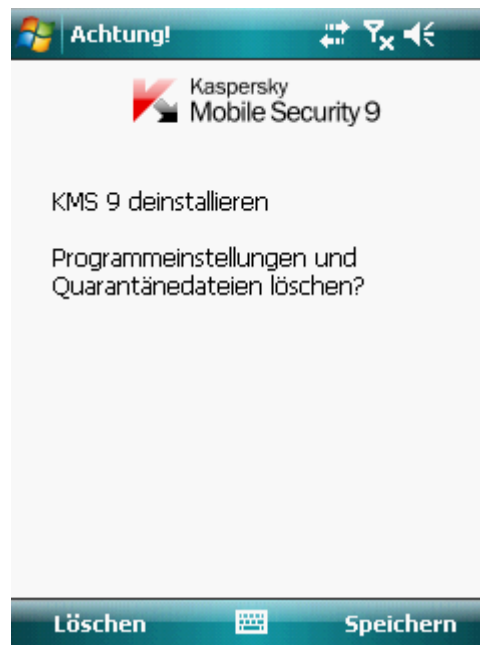 Achtung!
Kaspersky
Mobile Security 9
KMS 9 deinstallieren
Programmeinstellungen und
Quarantänedateien löschen?
Löschen
Speichern